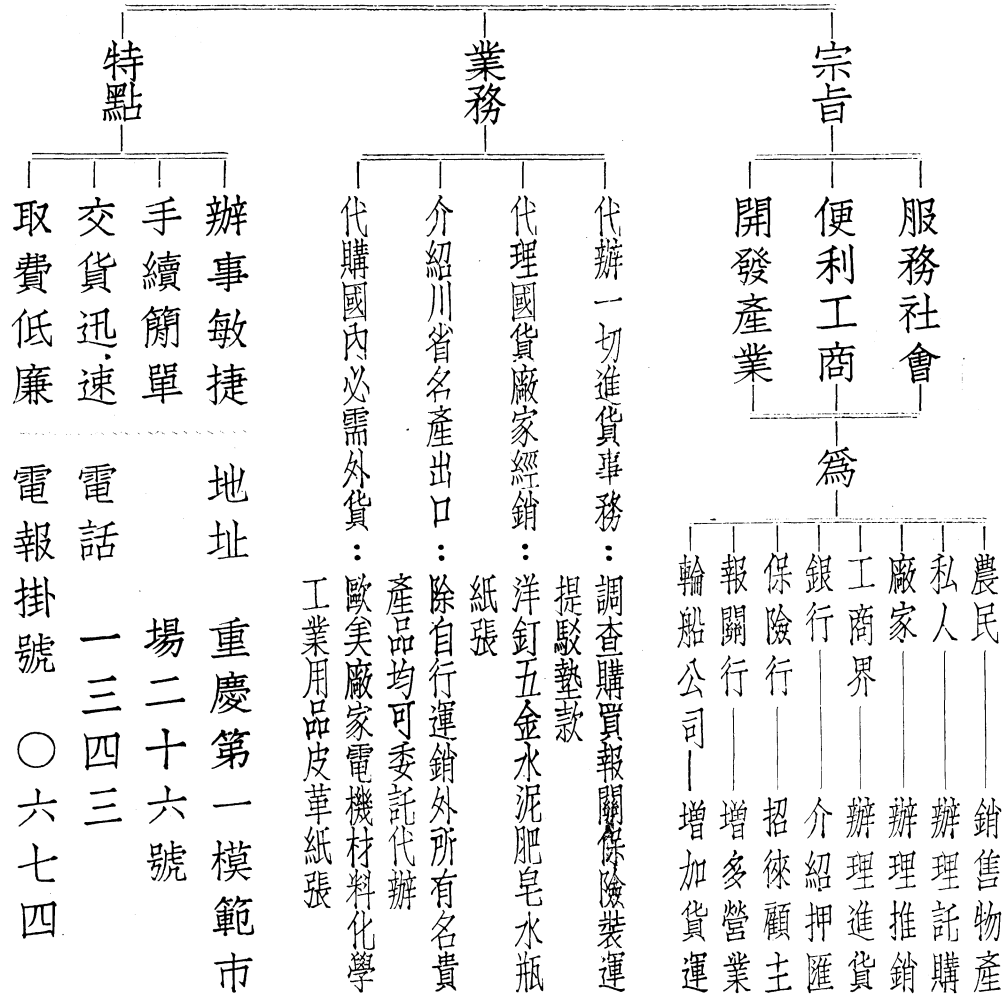 宗旨
服務社會
便利工商
開發產業
爲
農民——銷售物產
私人——辦理託購
廠家——辦理推銷
工商界——辦理進貨
銀行——介紹押匯
保險行——招徠顧主
報關行——增多營業
輪船公司——增加貨運
業務
代辦一切進貨事務：調查購買報關保險裝運
提駁墊款
代理國貨廠家經銷：洋釘五金水泥肥皂水瓶
紙張
介紹川省名產出口：除自行運銷外所有名貴
產品均可委託代辦
代購國內必需外貨：歐美廠家電機材料化學
工業用品皮革紙張
特點
辦事敏捷
手續簡單
交貨迅速
取費低廉
地址 重慶第一模範市
場二十六號
電話 一三四三
電報掛號 〇六七四